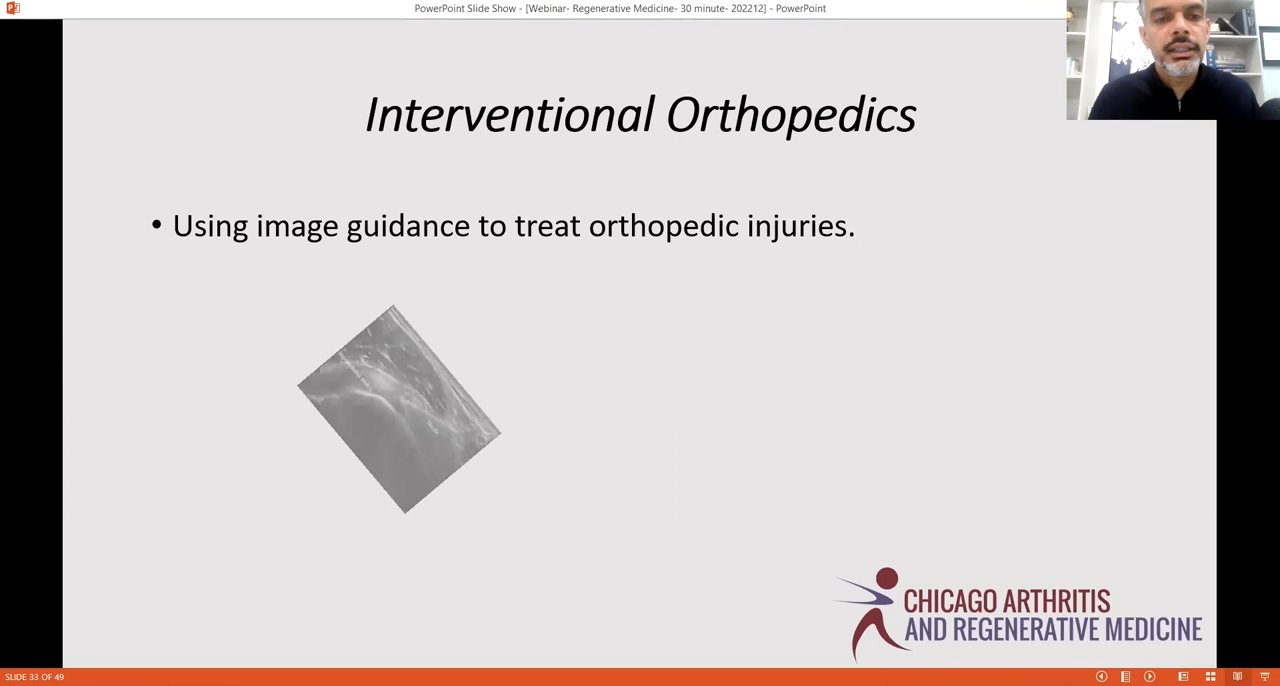 PowerPoint Slide Show - [Webinar- Regenerative Medicine- 30 minute- 202212] - PowerPoint
Interventional Orthopedics
• Using image guidance to treat orthopedic injuries.
CHICAGO ARTHRITIS
AND REGENERATIVE MEDICINE
SLIDE 33 OF 49